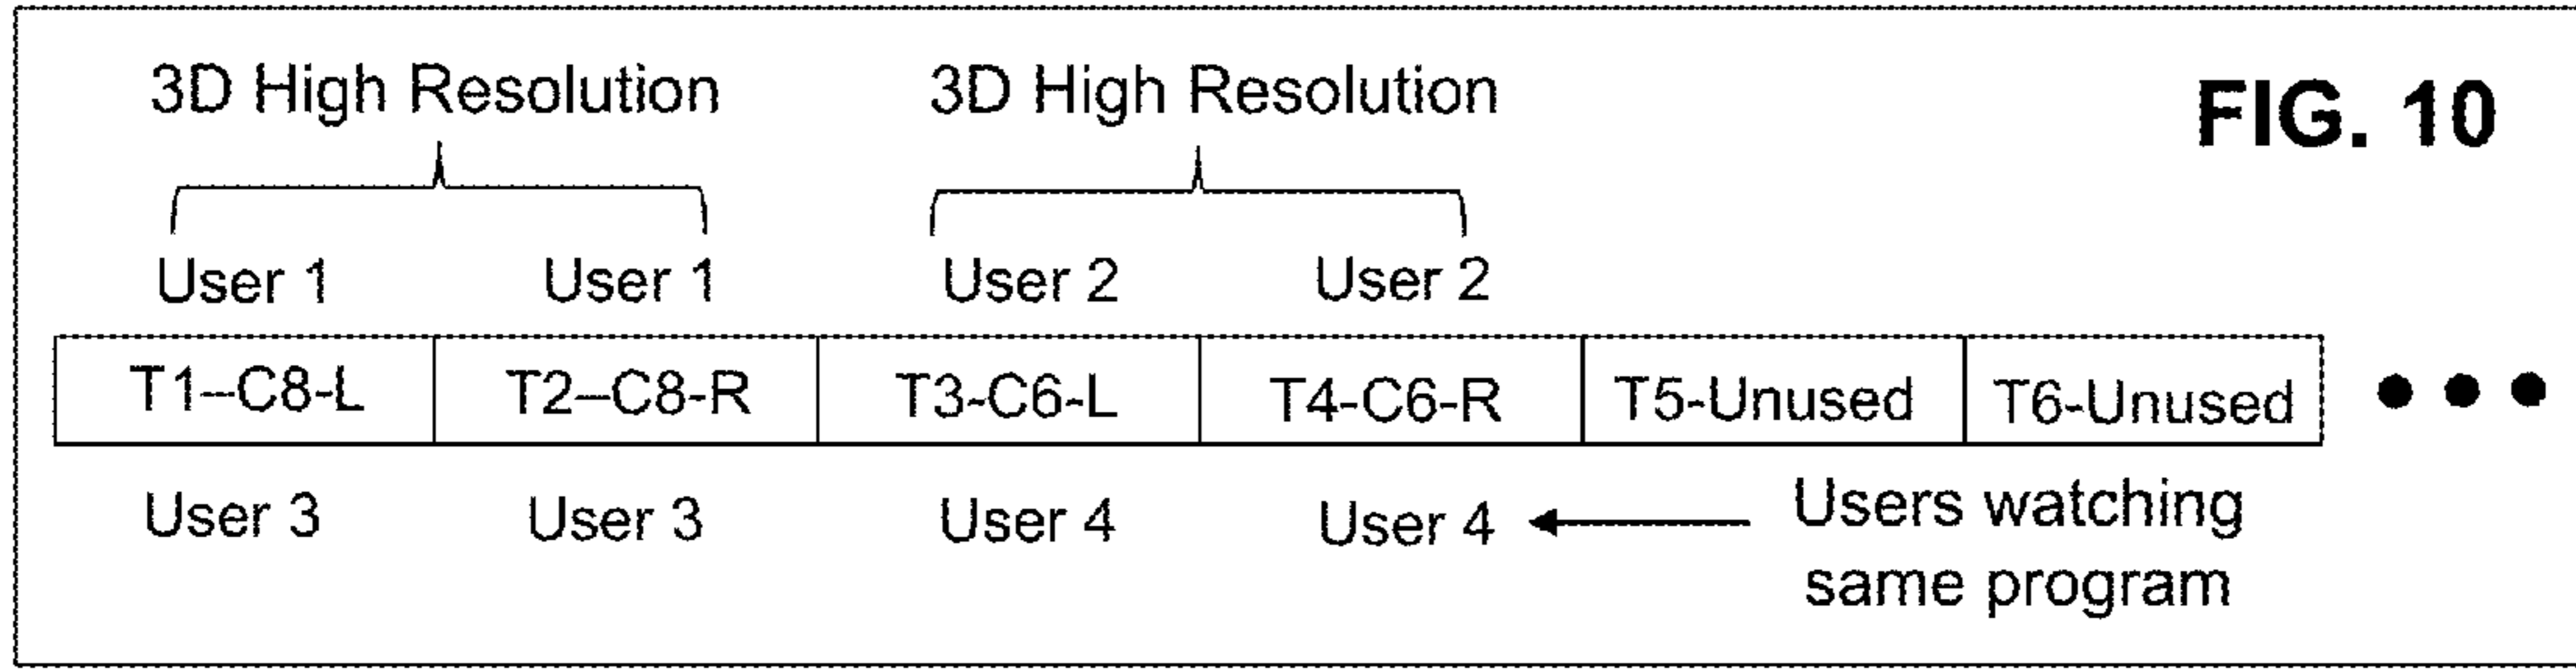 3D High Resolution 3D High Resolution
FIG. 10
User 1 User 1 User 2 User 2
T1--C8-L T2–C8-R T3-C6-L T4-C6-R T5-Unused T6-Unused
User 3 User 3 User 4 User 4
Users watching
same program